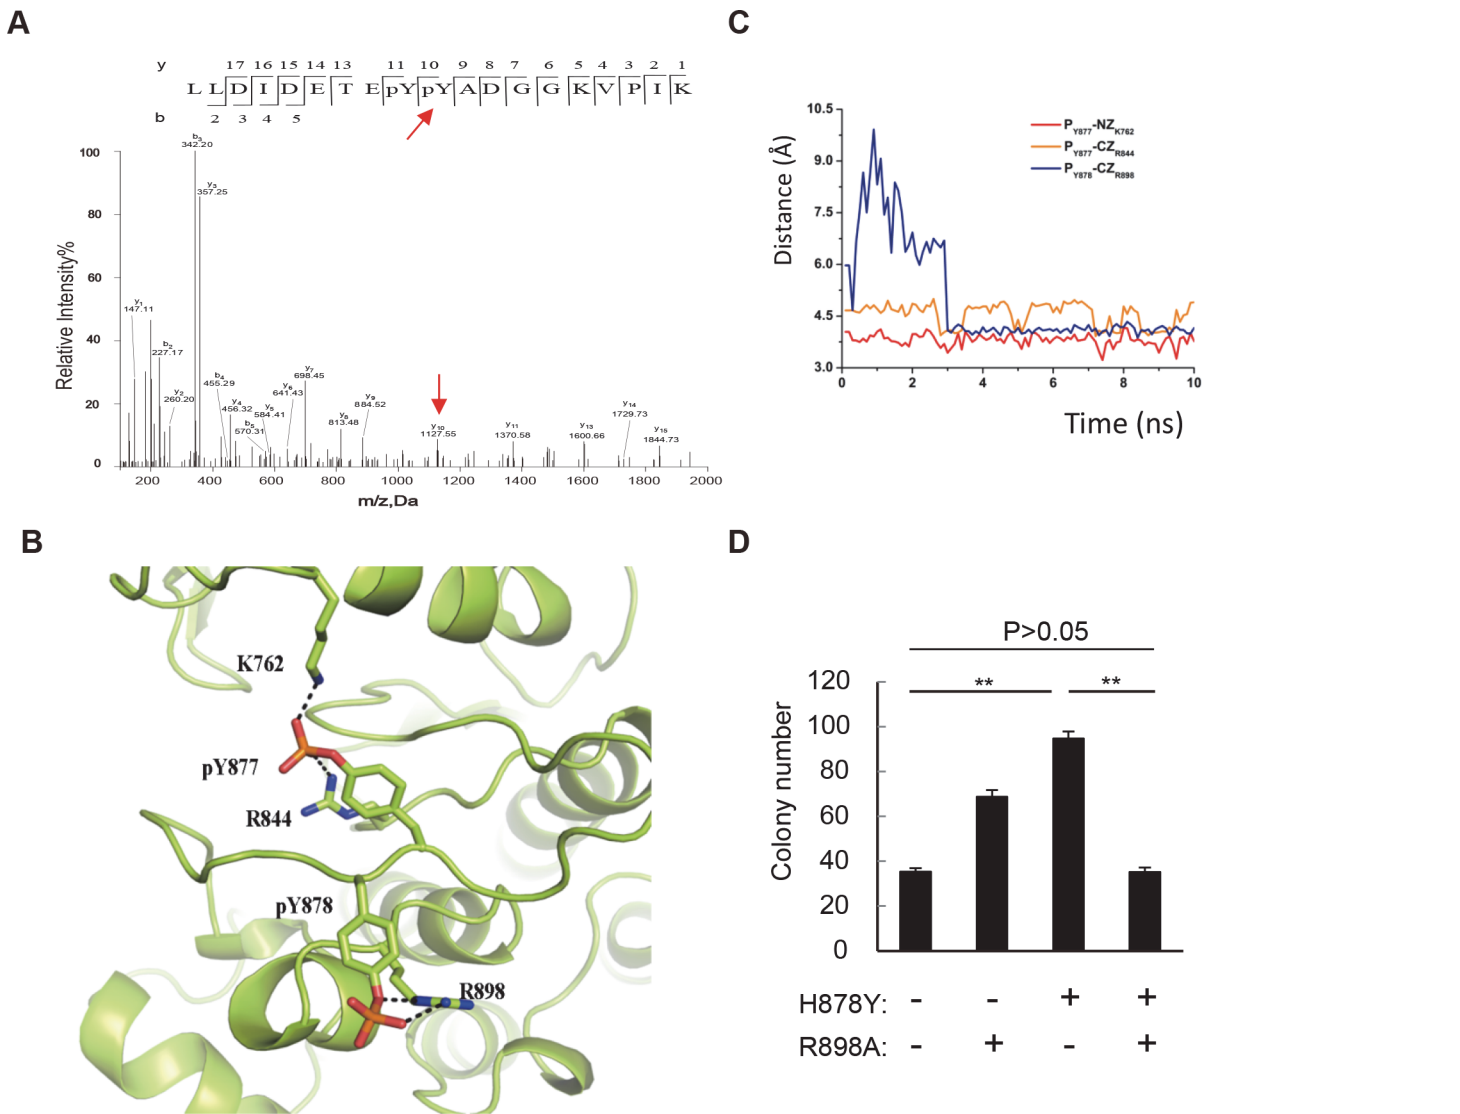 A
y 17 16 15 14 13 11 10 9 8 7 6 5 4 3 2 1
L L D I D E T E pY pY A D G G K V P I K
b 2 3 4 5
Relative Intensity%
100
80
60
40
20
0
b3
342.20
y3
357.25
y1
147.11
b2
227.17
y2
260.20
b4
455.29
y4
456.32
b5
570.31
y5
584.41
y6
641.43
y7
698.45
y8
813.48
y9
884.52
y10
1127.55
y11
1370.58
y13
1600.66
y14
1729.73
y15
1844.73
200 400 600 800 1000 1200 1400 1600 1800 2000
m/z,Da
B
K762
pY877
R844
pY878
R898
C
Distance (Å)
10.5
9.0
7.5
6.0
4.5
3.0
PY877-NZK762
PY877-CZR844
PY878-CZR898
0 2 4 6 8 10
Time (ns)
D
P>0.05
** **
Colony number
120
100
80
60
40
20
0
H878Y: - - + +
R898A: - + - +